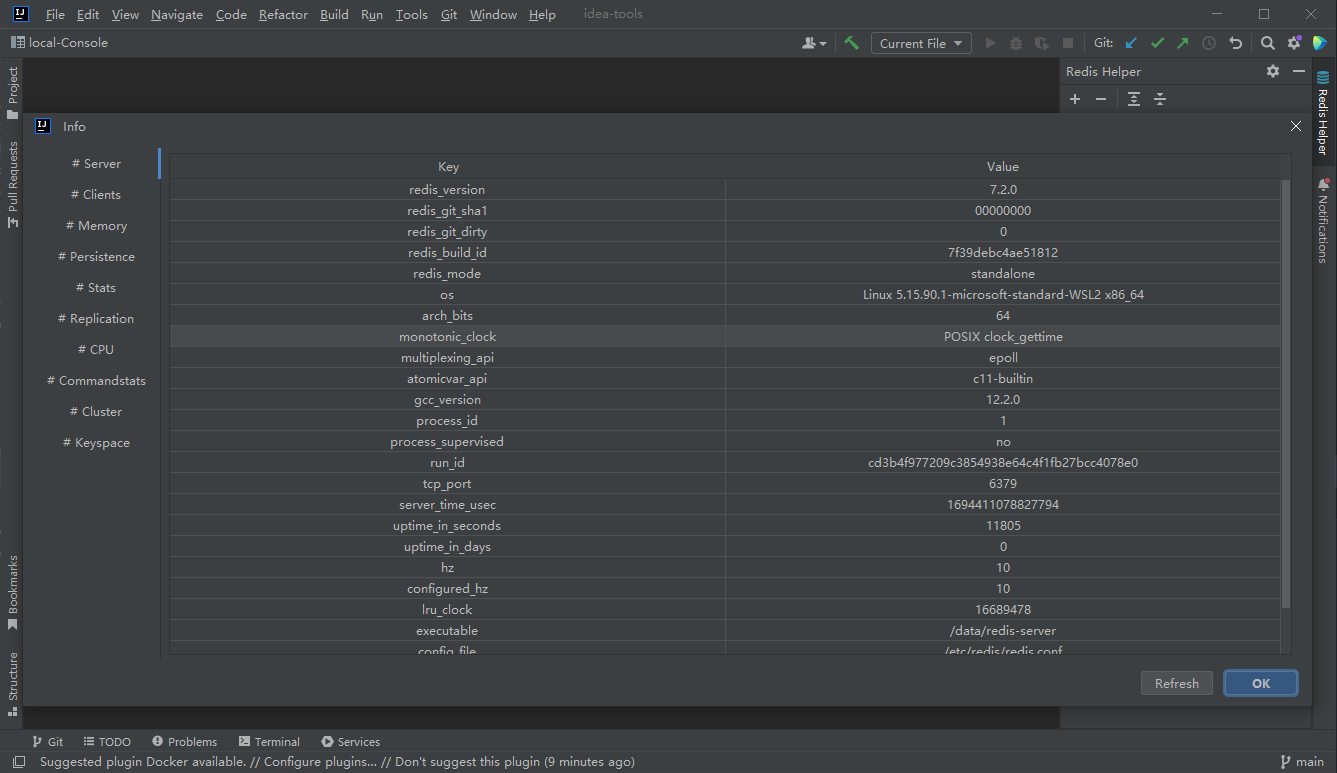 IJ File Edit View Navigate Code Refactor Build Run Tools Git Window Help idea-tools
local-Console Current File Git:
Project
Pull Requests
Bookmarks
Structure
Redis Helper
Redis Helper
Notifications
IJ Info
# Server
# Clients
# Memory
# Persistence
# Stats
# Replication
# CPU
# Commandstats
# Cluster
# Keyspace
Key Value
redis_version 7.2.0
redis_git_sha1 00000000
redis_git_dirty 0
redis_build_id 7f39debc4ae51812
redis_mode standalone
os Linux 5.15.90.1-microsoft-standard-WSL2 x86_64
arch_bits 64
monotonic_clock POSIX clock_gettime
multiplexing_api epoll
atomicvar_api c11-builtin
gcc_version 12.2.0
process_id 1
process_supervised no
run_id cd3b4f977209c3854938e64c4f1fb27bcc4078e0
tcp_port 6379
server_time_usec 1694411078827794
uptime_in_seconds 11805
uptime_in_days 0
hz 10
configured_hz 10
lru_clock 16689478
executable /data/redis-server
config_file /etc/redis/redis.conf
Refresh OK
Git TODO Problems Terminal Services
Suggested plugin Docker available. // Configure plugins... // Don't suggest this plugin (9 minutes ago) main